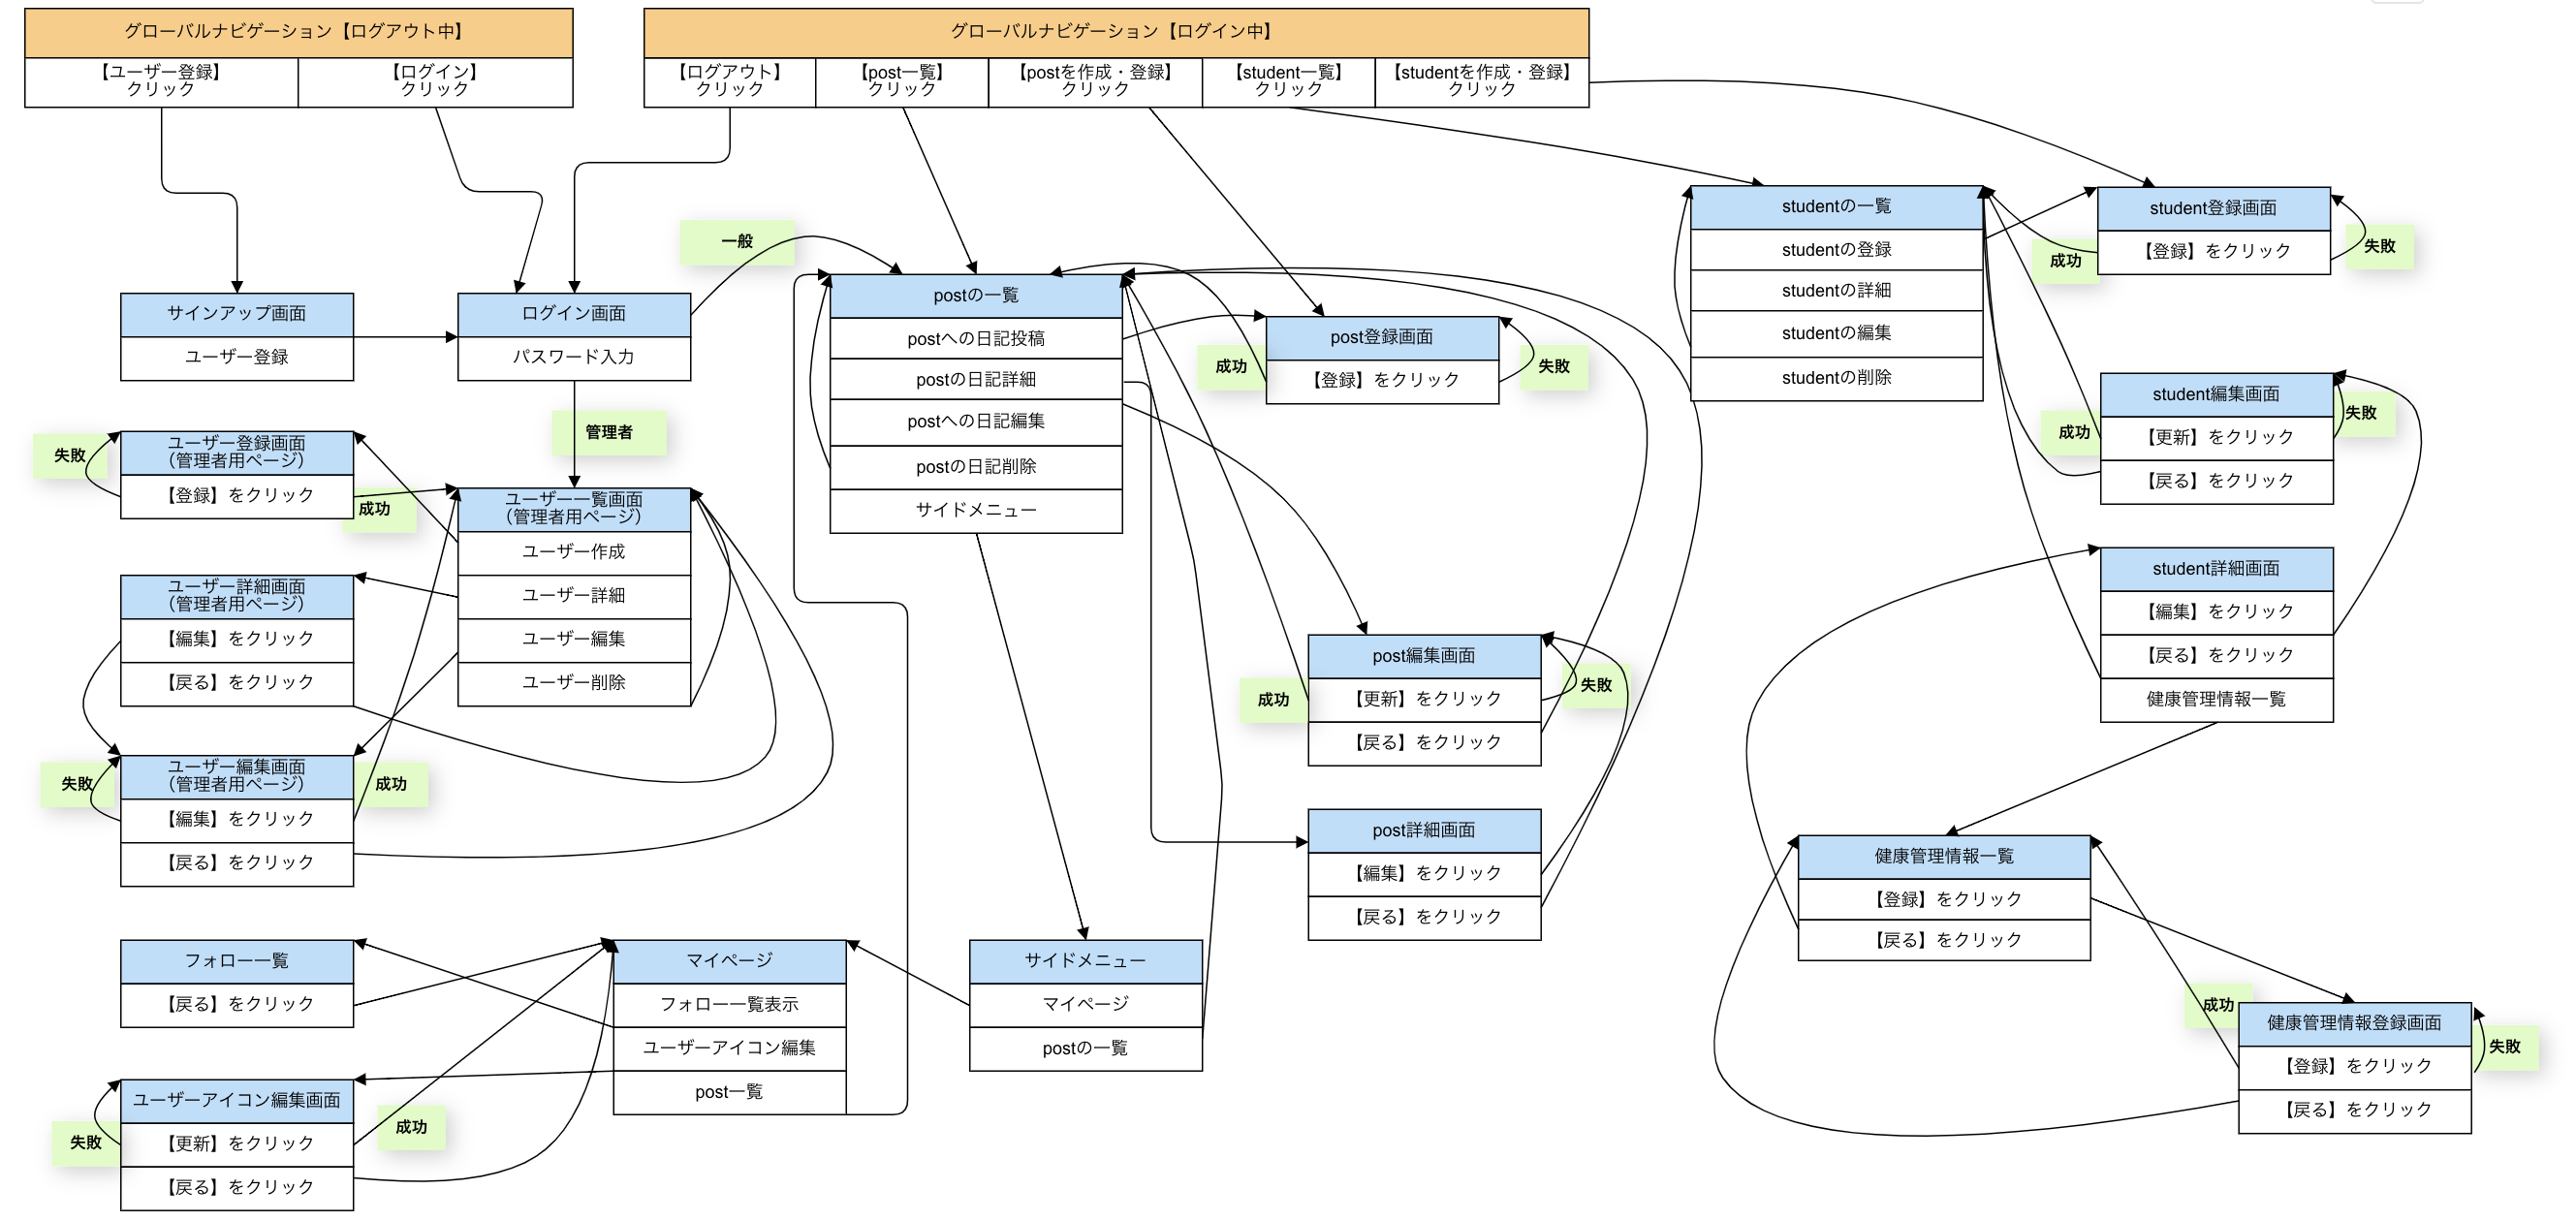 グローバルナビゲーション【ログアウト中】
【ユーザー登録】
クリック
【ログイン】
クリック
グローバルナビゲーション【ログイン中】
【ログアウト】
クリック
【post一覧】
クリック
【postを作成・登録】
クリック
【student一覧】
クリック
【studentを作成・登録】
クリック
サインアップ画面
ユーザー登録
ログイン画面
パスワード入力
一般
管理者
ユーザー登録画面
（管理者用ページ）
【登録】をクリック
失敗
成功
ユーザー一覧画面
（管理者用ページ）
ユーザー作成
ユーザー詳細
ユーザー編集
ユーザー削除
ユーザー詳細画面
（管理者用ページ）
【編集】をクリック
【戻る】をクリック
ユーザー編集画面
（管理者用ページ）
【編集】をクリック
【戻る】をクリック
失敗
成功
フォロー一覧
【戻る】をクリック
ユーザーアイコン編集画面
【更新】をクリック
【戻る】をクリック
失敗
成功
マイページ
フォロー一覧表示
ユーザーアイコン編集
post一覧
サイドメニュー
マイページ
postの一覧
postの一覧
postへの日記投稿
postの日記詳細
postへの日記編集
postの日記削除
サイドメニュー
post登録画面
【登録】をクリック
成功
失敗
post編集画面
【更新】をクリック
【戻る】をクリック
成功
失敗
post詳細画面
【編集】をクリック
【戻る】をクリック
studentの一覧
studentの登録
studentの詳細
studentの編集
studentの削除
student登録画面
【登録】をクリック
成功
失敗
student編集画面
【更新】をクリック
【戻る】をクリック
成功
失敗
student詳細画面
【編集】をクリック
【戻る】をクリック
健康管理情報一覧
健康管理情報一覧
【登録】をクリック
【戻る】をクリック
健康管理情報登録画面
【登録】をクリック
【戻る】をクリック
成功
失敗